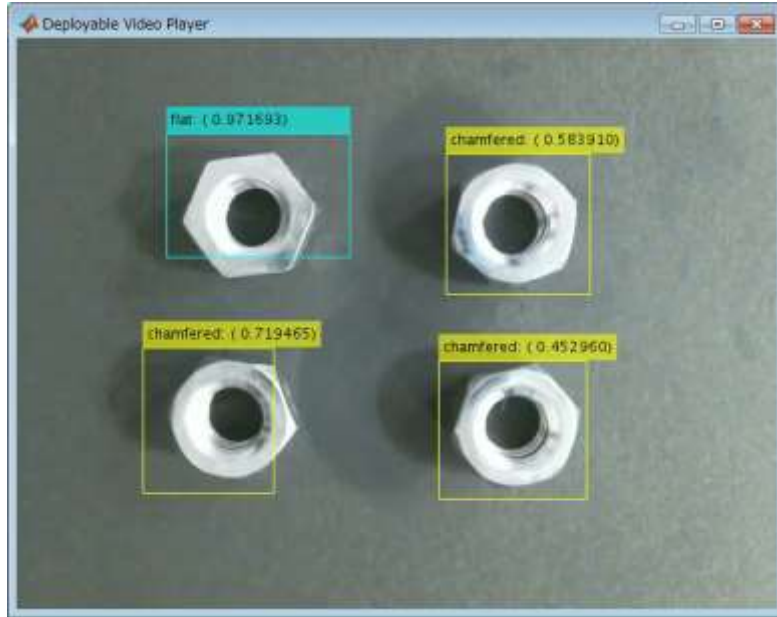 Deployable Video Player
flat: ( 0.971693)
chamfered: ( 0.583910)
chamfered: ( 0.719465)
chamfered: ( 0.452960)